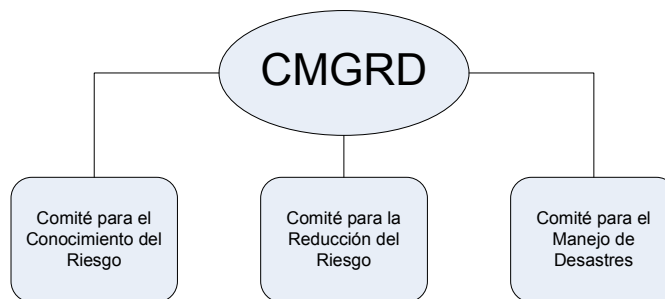 CMGRD
Comité para el
Conocimiento del
Riesgo
Comité para la
Reducción del
Riesgo
Comité para el
Manejo de
Desastres